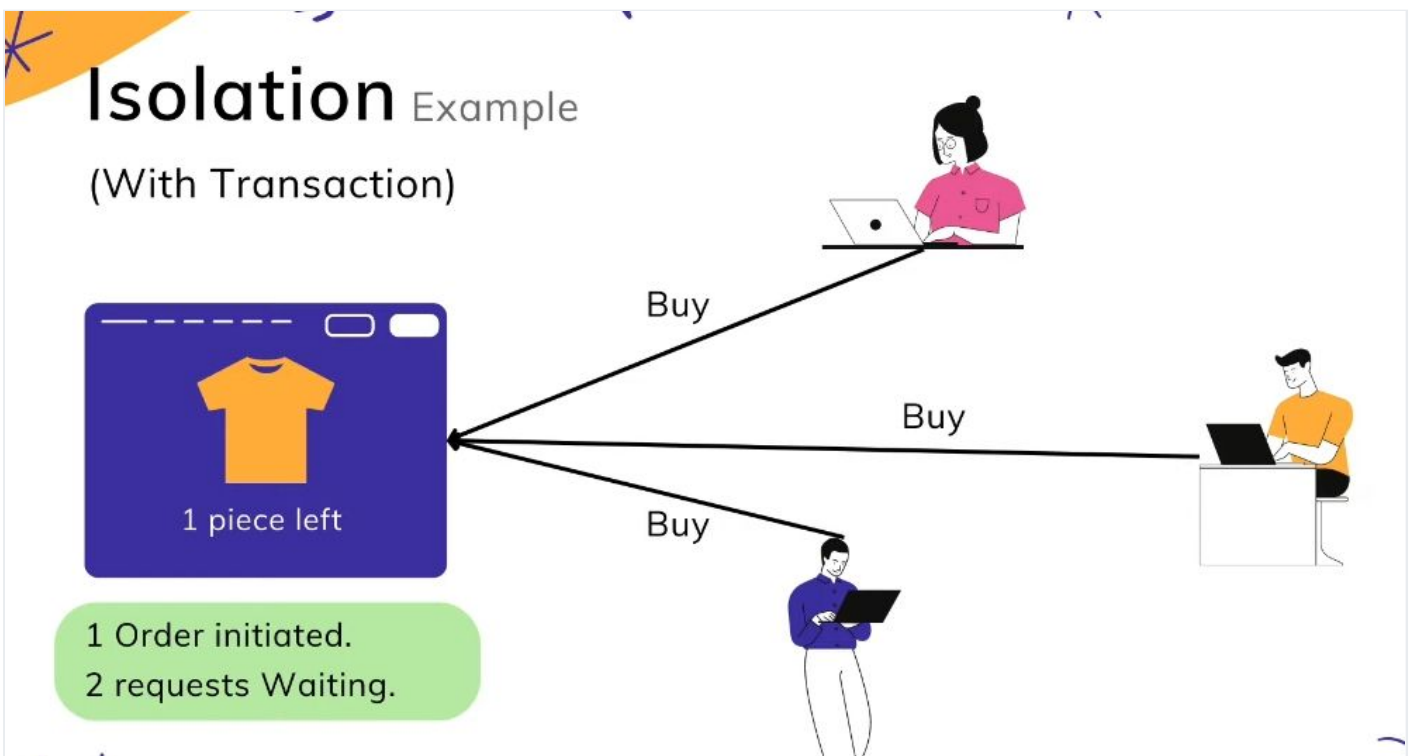 Isolation Example
(With Transaction)
Buy
Buy
1 piece left
Buy
1 Order initiated.
2 requests Waiting.